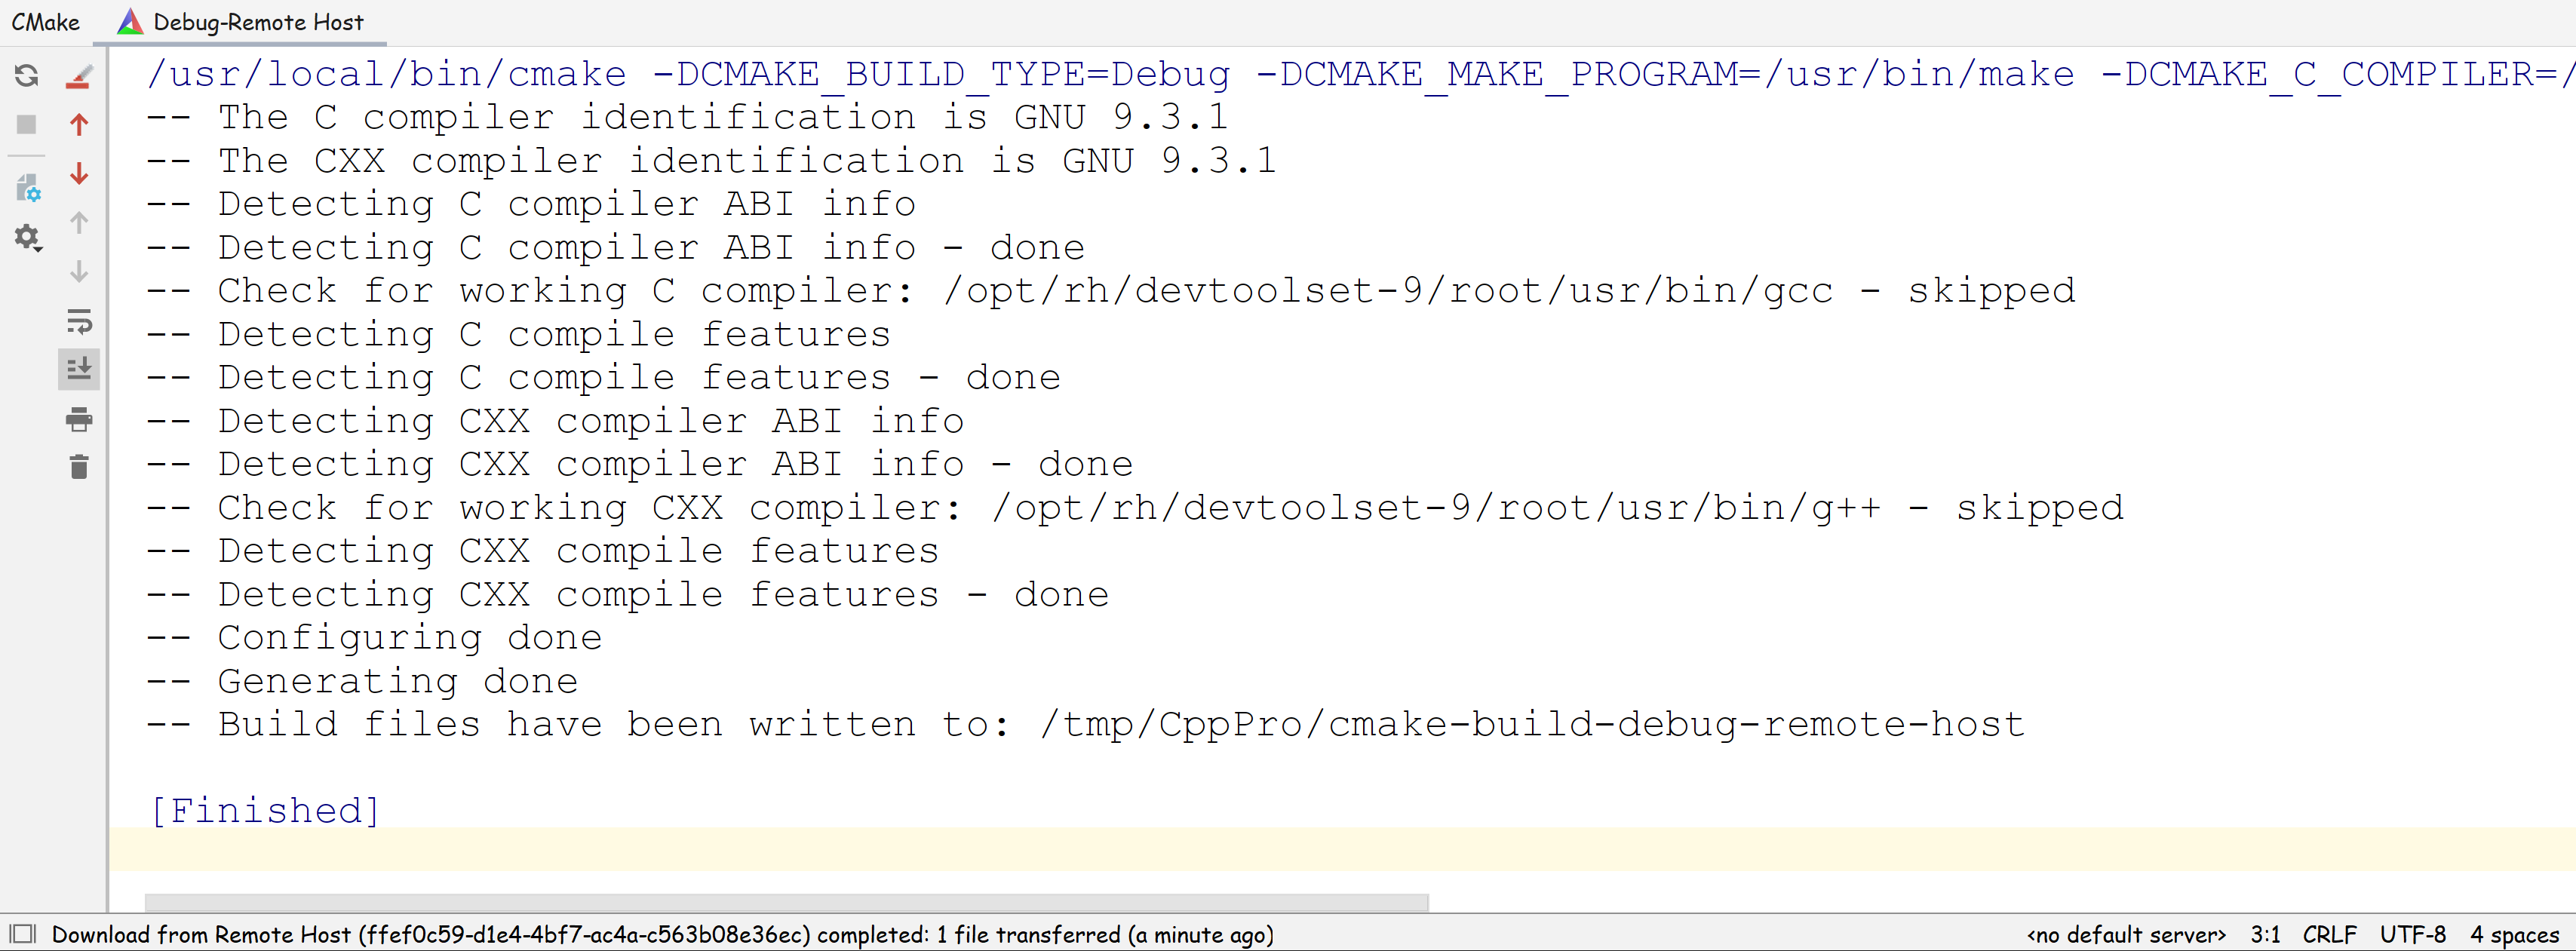 CMake Debug-Remote Host
/usr/local/bin/cmake -DCMAKE_BUILD_TYPE=Debug -DCMAKE_MAKE_PROGRAM=/usr/bin/make -DCMAKE_C_COMPILER=/
-- The C compiler identification is GNU 9.3.1
-- The CXX compiler identification is GNU 9.3.1
-- Detecting C compiler ABI info
-- Detecting C compiler ABI info - done
-- Check for working C compiler: /opt/rh/devtoolset-9/root/usr/bin/gcc - skipped
-- Detecting C compile features
-- Detecting C compile features - done
-- Detecting CXX compiler ABI info
-- Detecting CXX compiler ABI info - done
-- Check for working CXX compiler: /opt/rh/devtoolset-9/root/usr/bin/g++ - skipped
-- Detecting CXX compile features
-- Detecting CXX compile features - done
-- Configuring done
-- Generating done
-- Build files have been written to: /tmp/CppPro/cmake-build-debug-remote-host
[Finished]
Download from Remote Host (ffef0c59-d1e4-4bf7-ac4a-c563b08e36ec) completed: 1 file transferred (a minute ago) <no default server> 3:1 CRLF UTF-8 4 spaces